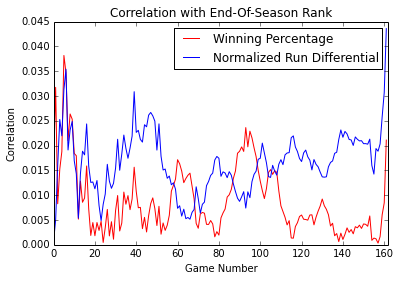 Correlation with End-Of-Season Rank
Winning Percentage
Normalized Run Differential
Correlation
0.045
0.040
0.035
0.030
0.025
0.020
0.015
0.010
0.005
0.000
0 20 40 60 80 100 120 140 160
Game Number